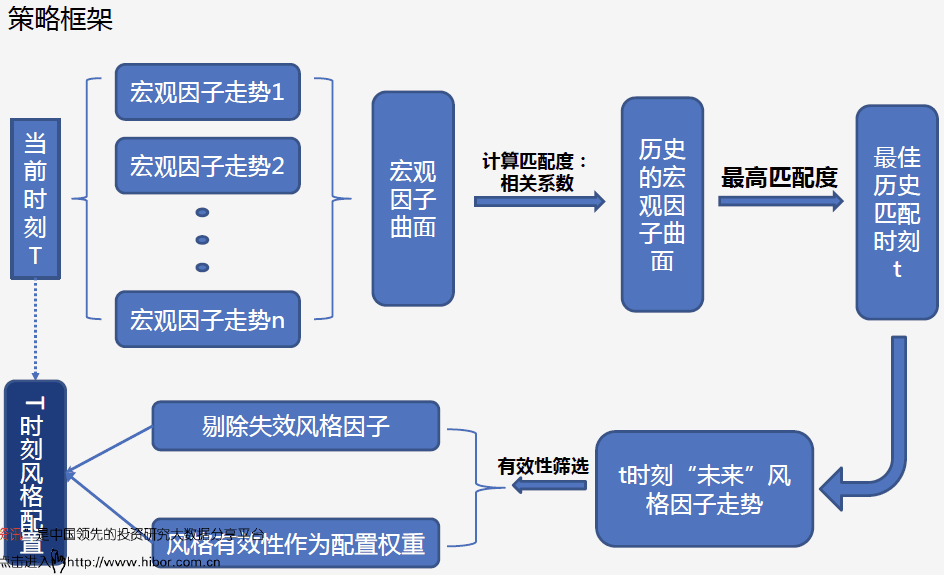 策略框架
当
前
时
刻
T
宏观因子走势1
宏观因子走势2
宏观因子走势n
宏观
因子
曲面
计算匹配度：
相关系数
历史
的宏
观因
子曲
面
最高匹配度
最佳
历史
匹配
时刻
t
T时刻风格配置
剔除失效风格因子
风格有效性作为配置权重
有效性筛选
t时刻“未来”风
格因子走势
是中国领先的投资研究大数据分享平台
点击进入 http://www.hibor.com.cn